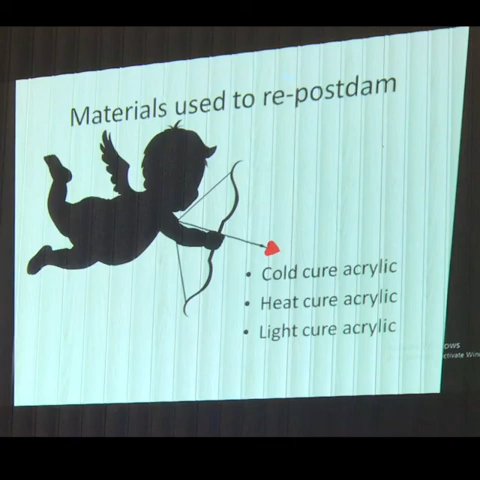 Materials used to re-postdam
• Cold cure acrylic
• Heat cure acrylic
• Light cure acrylic